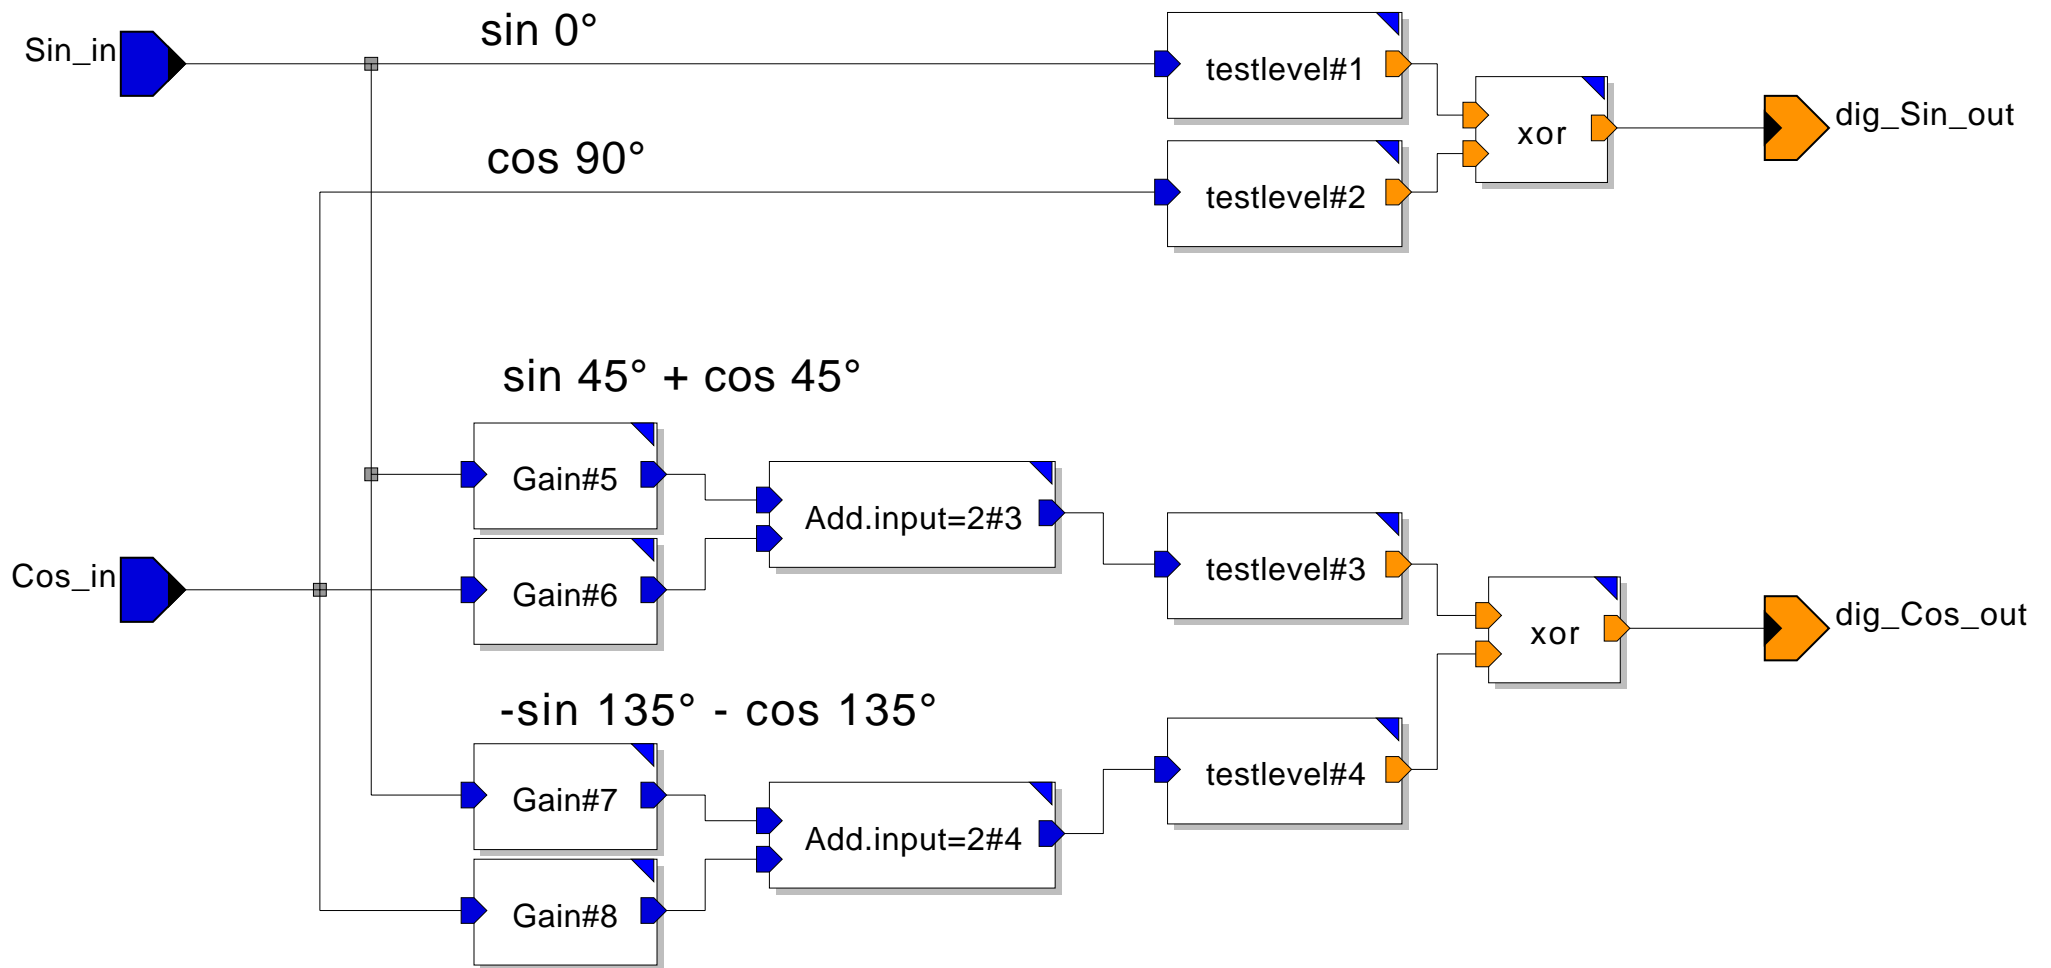 Sin_in
sin 0°
testlevel#1
xor
dig_Sin_out
cos 90°
testlevel#2
sin 45° + cos 45°
Gain#5
Add.input=2#3
Cos_in
Gain#6
testlevel#3
xor
dig_Cos_out
-sin 135° - cos 135°
Gain#7
Add.input=2#4
testlevel#4
Gain#8